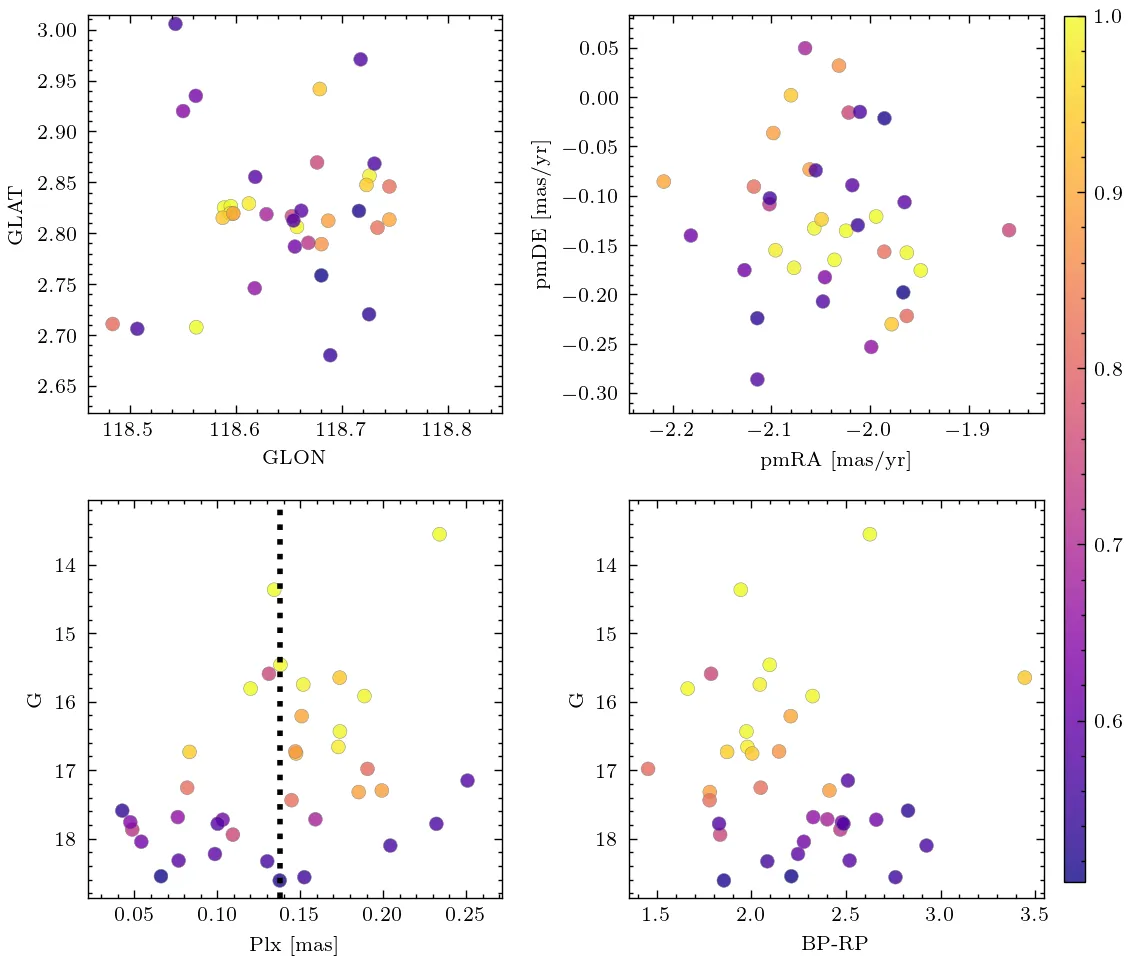 3.00
2.95
2.90
2.85
2.80
2.75
2.70
2.65
GLAT
118.5 118.6 118.7 118.8
GLON
0.05
0.00
−0.05
−0.10
−0.15
−0.20
−0.25
−0.30
pmDE [mas/yr]
−2.2 −2.1 −2.0 −1.9
pmRA [mas/yr]
14
15
16
17
18
G
0.05 0.10 0.15 0.20 0.25
Plx [mas]
14
15
16
17
18
G
1.5 2.0 2.5 3.0 3.5
BP-RP
1.0
0.9
0.8
0.7
0.6